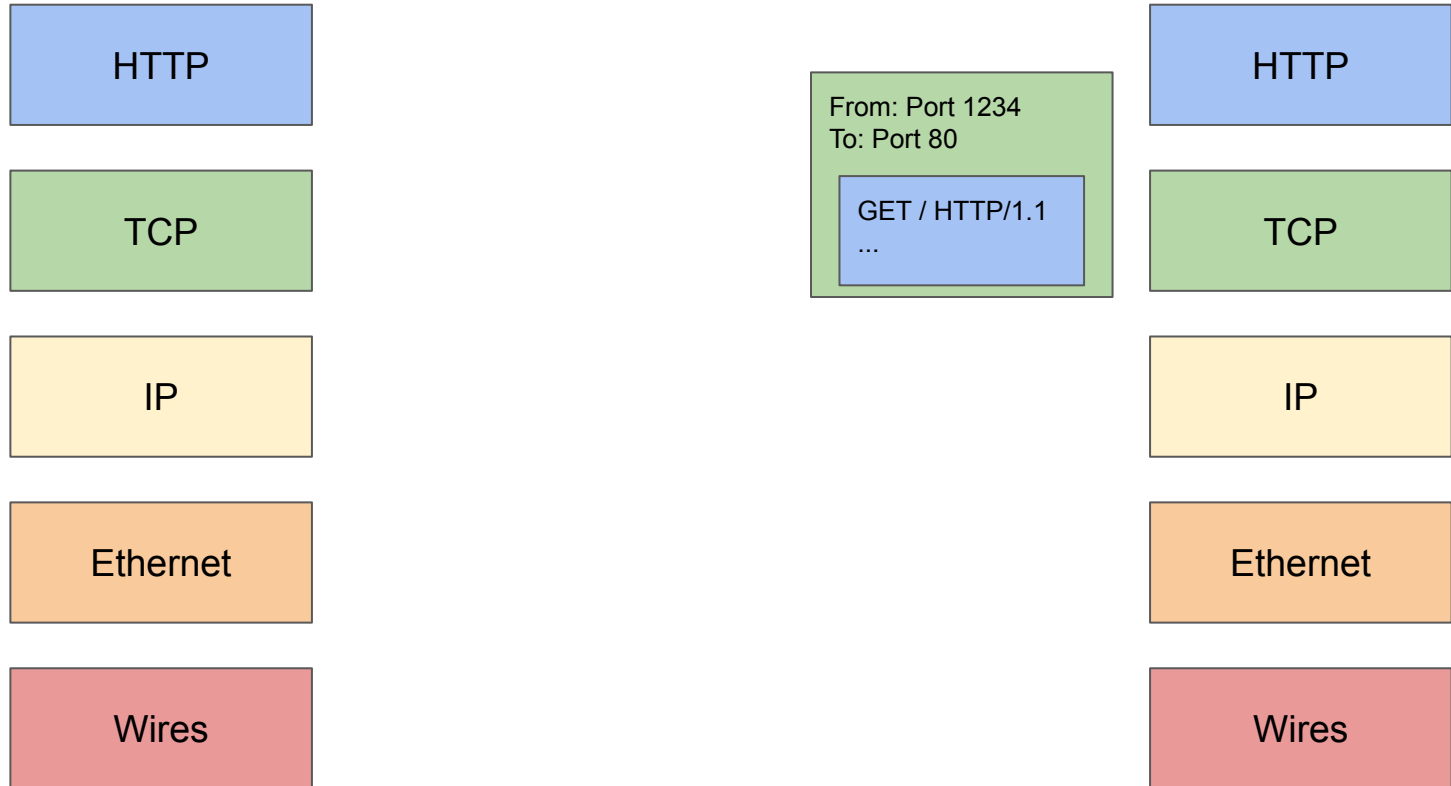 HTTP
TCP
IP
Ethernet
Wires
From: Port 1234
To: Port 80
GET / HTTP/1.1
...
HTTP
TCP
IP
Ethernet
Wires